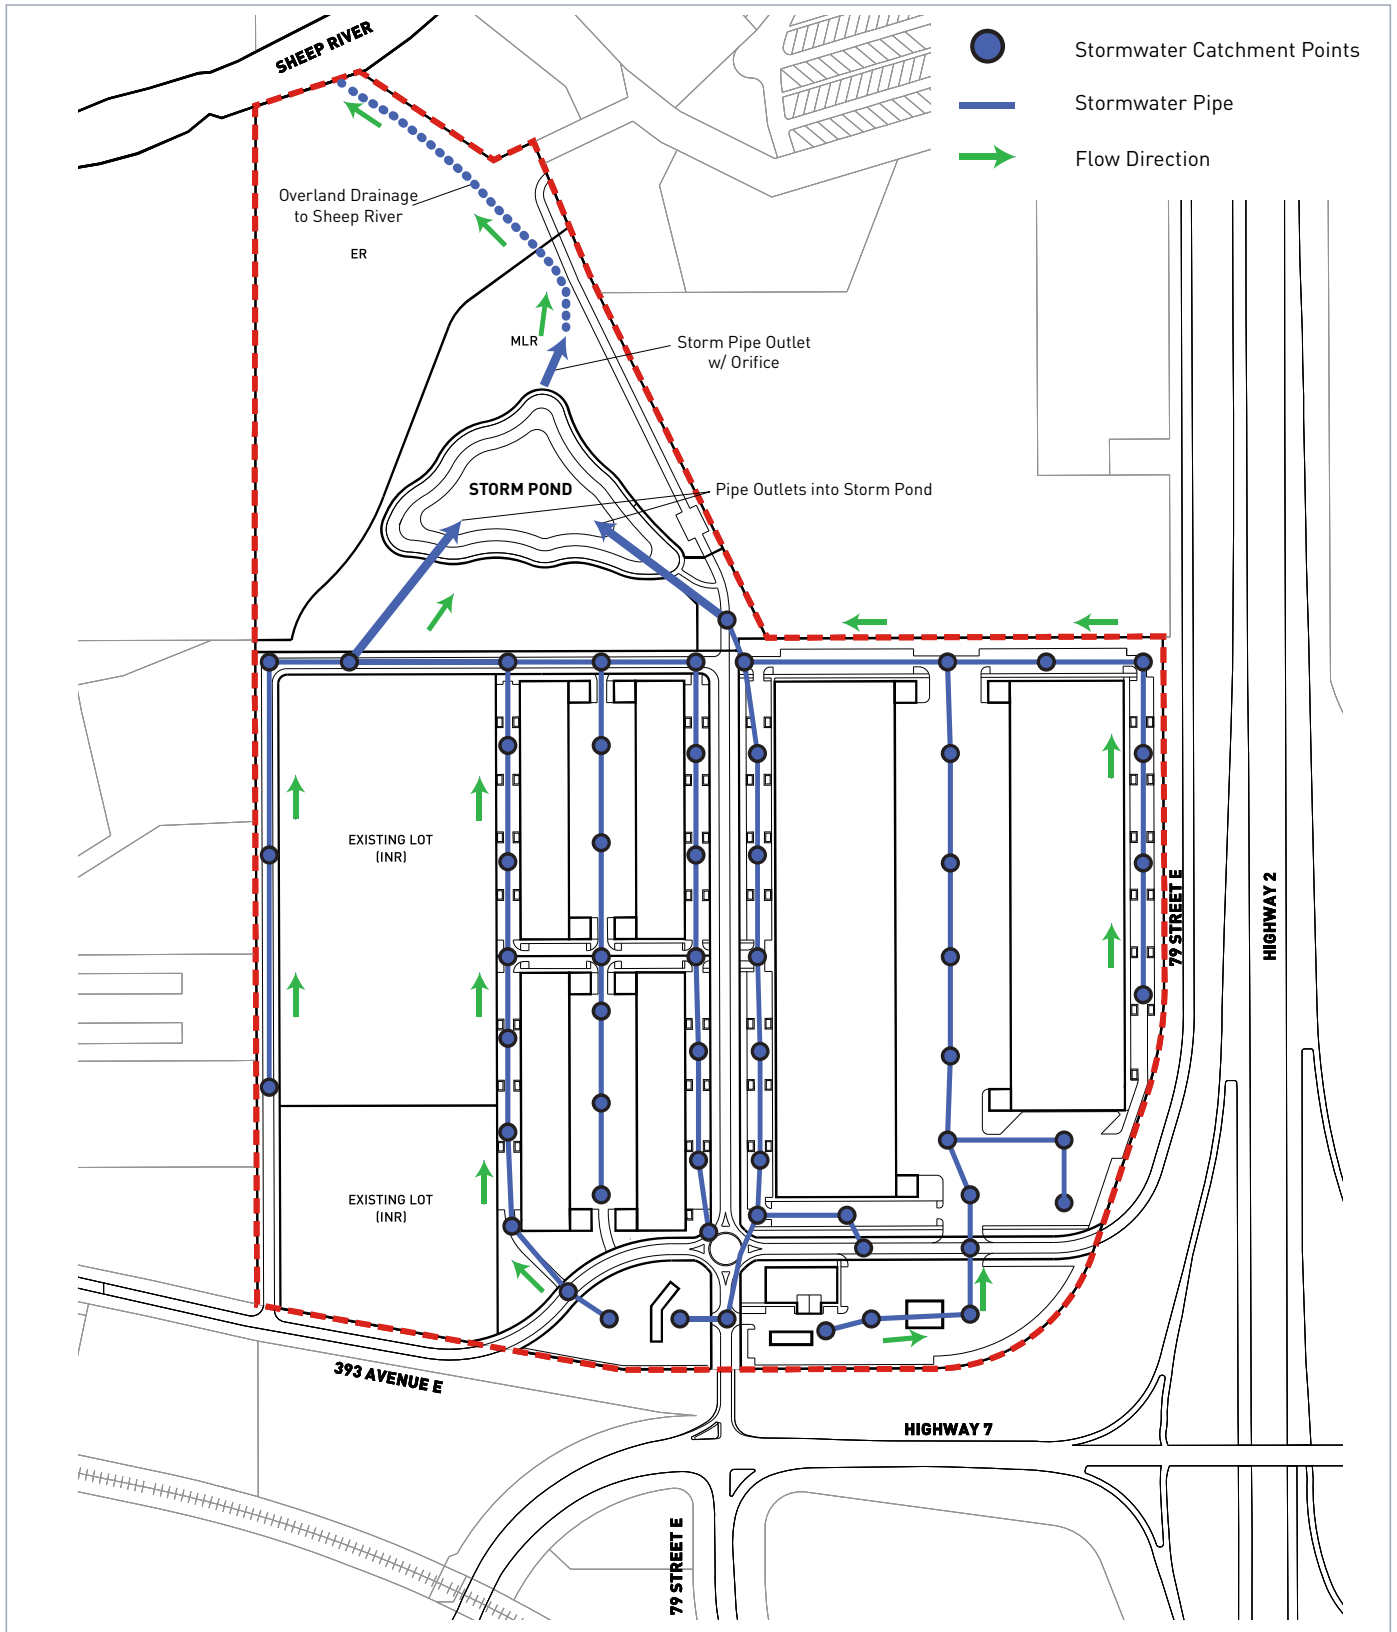 SHEEP RIVER
Stormwater Catchment Points
Stormwater Pipe
Flow Direction
Overland Drainage
to Sheep River
ER
MLR
Storm Pipe Outlet
w/ Orifice
STORM POND
Pipe Outlets into Storm Pond
EXISTING LOT
(INR)
79 STREET E
HIGHWAY 2
EXISTING LOT
(INR)
393 AVENUE E
HIGHWAY 7
79 STREET E